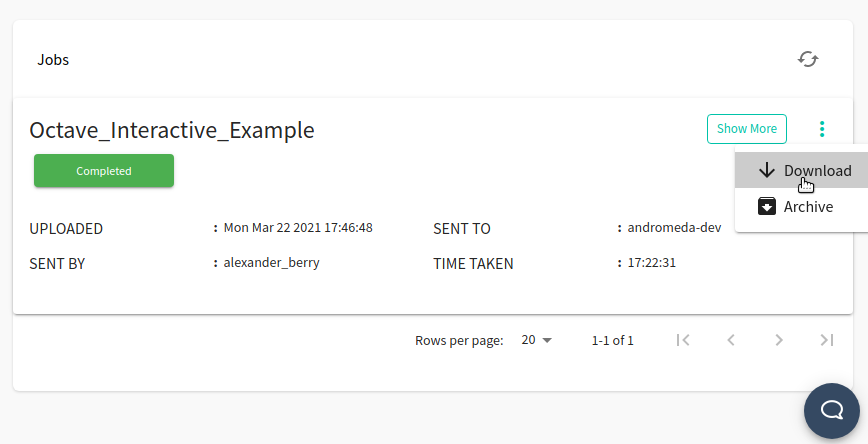 Jobs
Octave_Interactive_Example
Show More
Completed
Download
Archive
UPLOADED : Mon Mar 22 2021 17:46:48 SENT TO : andromeda-dev
SENT BY : alexander_berry TIME TAKEN : 17:22:31
Rows per page: 20 1-1 of 1